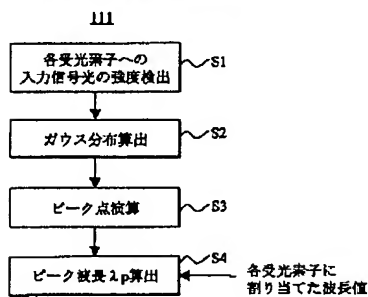 111
各受光素子への
入力信号光の強度検出
S1
ガウス分布算出
S2
ピーク点演算
S3
ピーク波長λp算出
S4
各受光素子に
割り当てた波長値